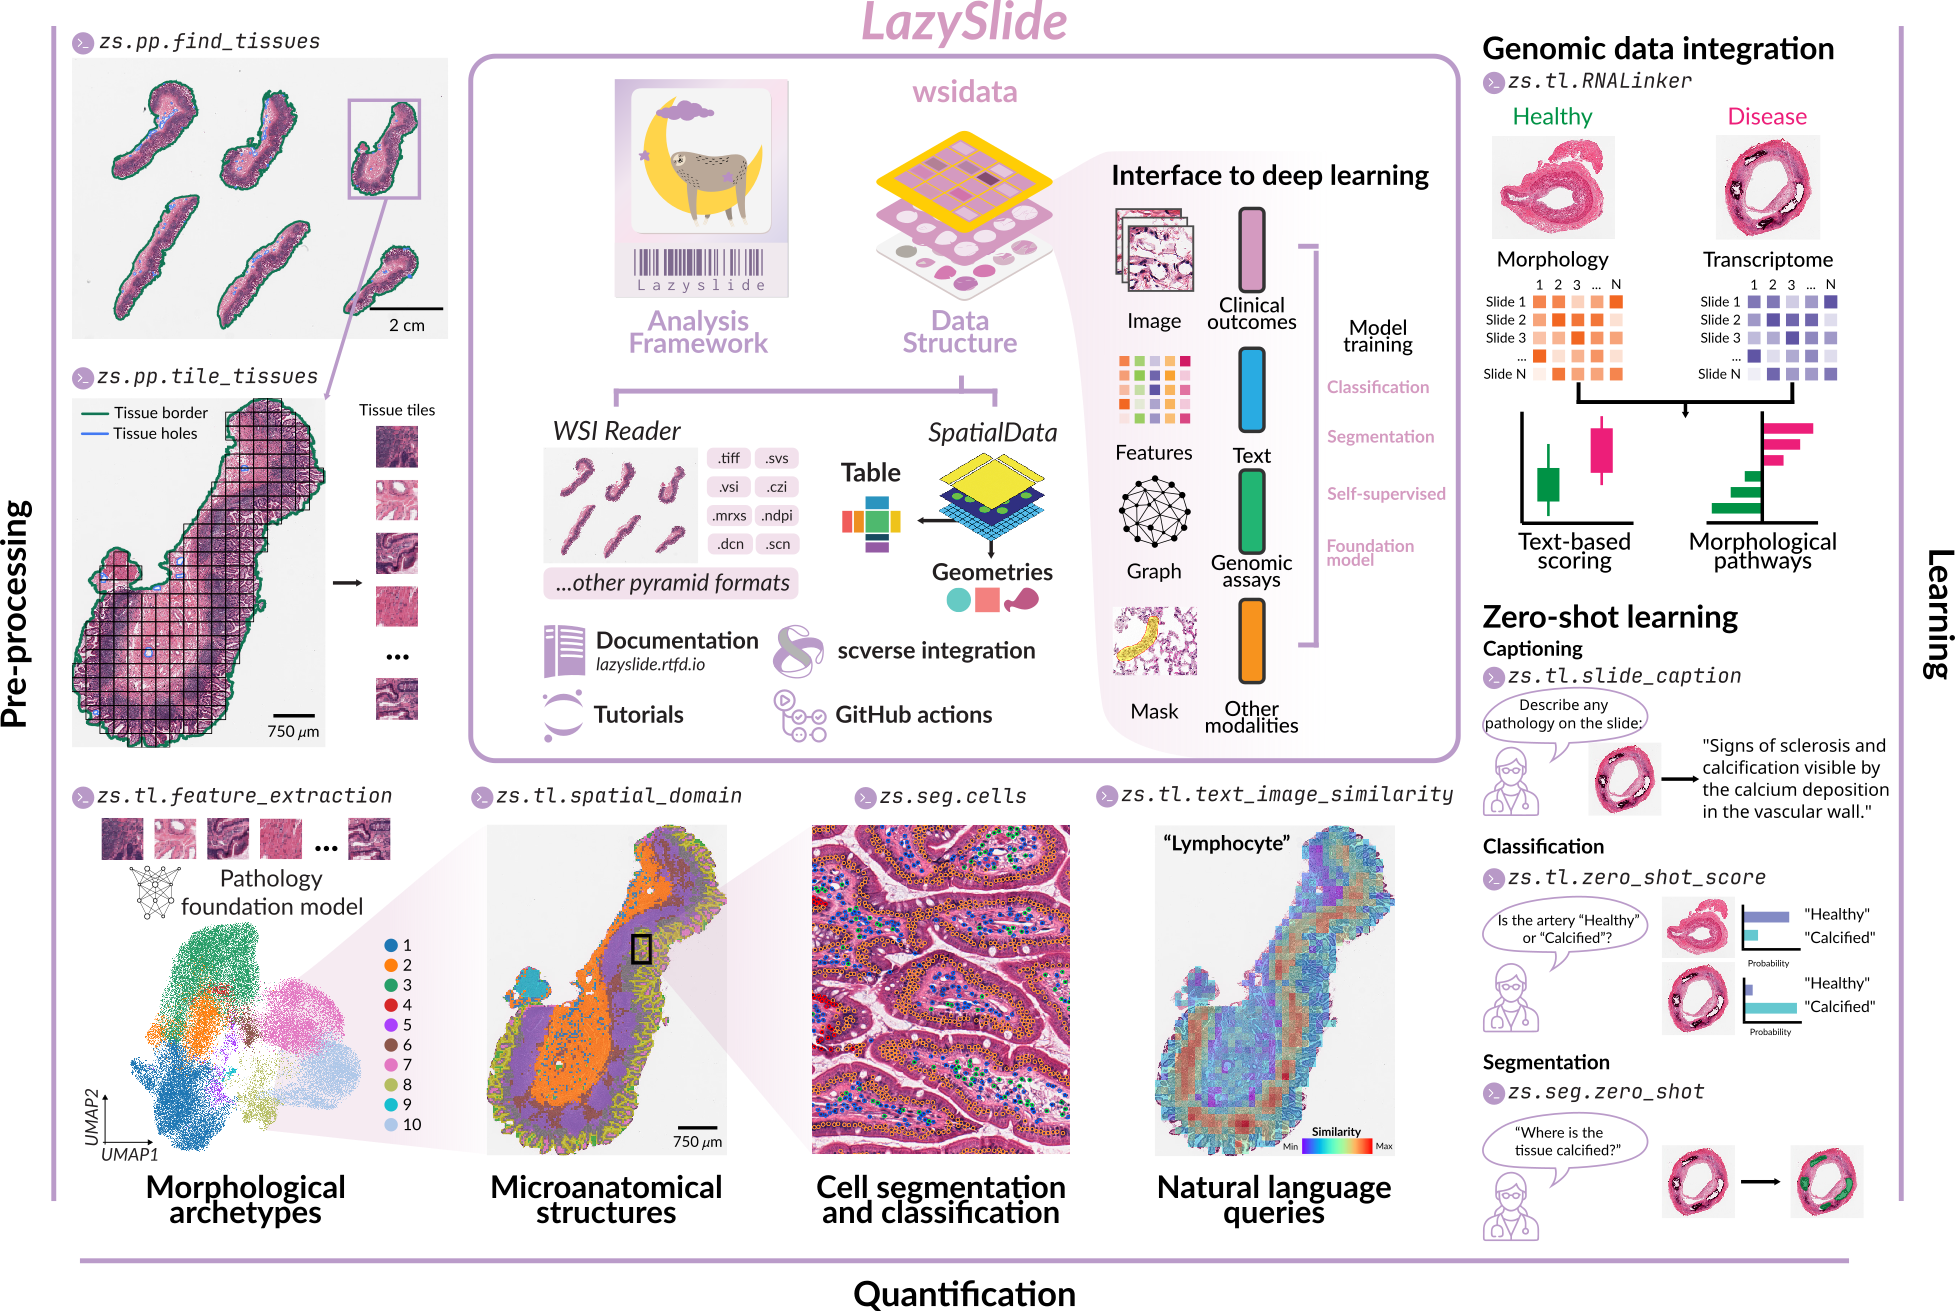 LazySlide
Pre-processing
zs.pp.find_tissues
2 cm
zs.pp.tile_tissues
Tissue border
Tissue holes
Tissue tiles
...
750 μm
wsidata
Lazyslide
Analysis
Framework
Data
Structure
WSI Reader
.tiff
.svs
.vsi
.czi
.mrxs
.ndpi
.dcn
.scn
...other pyramid formats
SpatialData
Table
Geometries
Documentation
lazyslide.rtfd.io
scverse integration
Tutorials
GitHub actions
Interface to deep learning
Image
Clinical
outcomes
Features
Text
Graph
Genomic
assays
Mask
Other
modalities
Model
training
Classification
Segmentation
Self-supervised
Foundation
model
zs.tl.feature_extraction
...
Pathology
foundation model
1
2
3
4
5
6
7
8
9
10
UMAP2
UMAP1
Morphological
archetypes
zs.tl.spatial_domain
750 μm
Microanatomical
structures
zs.seg.cells
Cell segmentation
and classification
zs.tl.text_image_similarity
“Lymphocyte”
Similarity
Min
Max
Natural language
queries
Quantification
Genomic data integration
zs.tl.RNALinker
Healthy
Disease
Morphology
1 2 3 ... N
Slide 1
Slide 2
Slide 3
...
Slide N
Transcriptome
1 2 3 ... N
Slide 1
Slide 2
Slide 3
...
Slide N
Text-based
scoring
Morphological
pathways
Zero-shot learning
Captioning
zs.tl.slide_caption
Describe any
pathology on the slide:
"Signs of sclerosis and
calcification visible by
the calcium deposition
in the vascular wall."
Classification
zs.tl.zero_shot_score
Is the artery “Healthy”
or “Calcified”?
"Healthy"
"Calcified"
Probability
"Healthy"
"Calcified"
Probability
Segmentation
zs.seg.zero_shot
“Where is the
tissue calcified?”
Learning